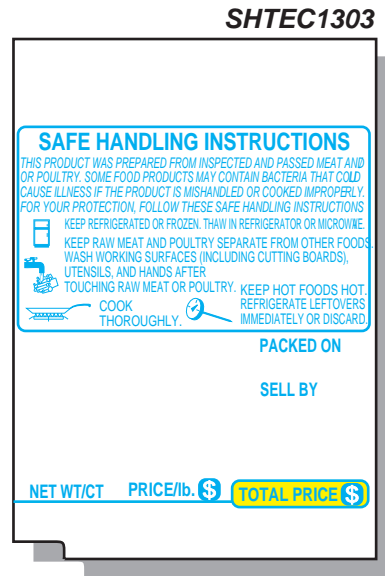 SHTEC1303
SAFE HANDLING INSTRUCTIONS
THIS PRODUCT WAS PREPARED FROM INSPECTED AND PASSED MEAT AND
OR POULTRY. SOME FOOD PRODUCTS MAY CONTAIN BACTERIA THAT COLD
CAUSE ILLNESS IF THE PRODUCT IS MISHANDLED OR COOKED IMPROPERLY.
FOR YOUR PROTECTION, FOLLOW THESE SAFE HANDLING INSTRUCTIONS
KEEP REFRIGERATED OR FROZEN. THAW IN REFRIGERATOR OR MICROWAVE.
KEEP RAW MEAT AND POULTRY SEPARATE FROM OTHER FOODS.
WASH WORKING SURFACES (INCLUDING CUTTING BOARDS),
UTENSILS, AND HANDS AFTER
TOUCHING RAW MEAT OR POULTRY.
COOK
THOROUGHLY.
KEEP HOT FOODS HOT.
REFRIGERATE LEFTOVERS
IMMEDIATELY OR DISCARD.
PACKED ON
SELL BY
NET WT/CT PRICE/lb. $ TOTAL PRICE $